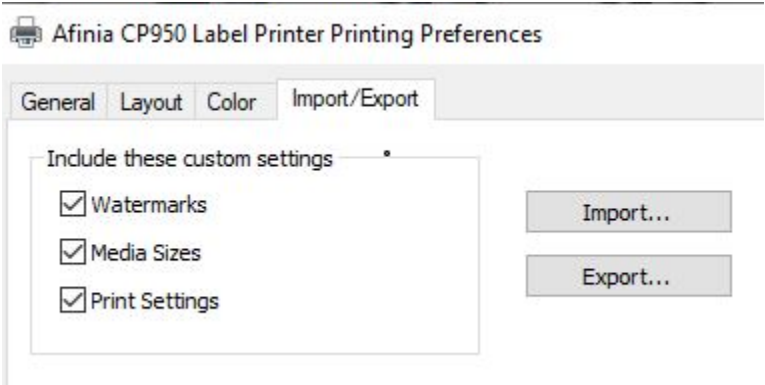 Afinia CP950 Label Printer Printing Preferences
General Layout Color Import/Export
Include these custom settings
Watermarks
Import...
Media Sizes
Export...
Print Settings